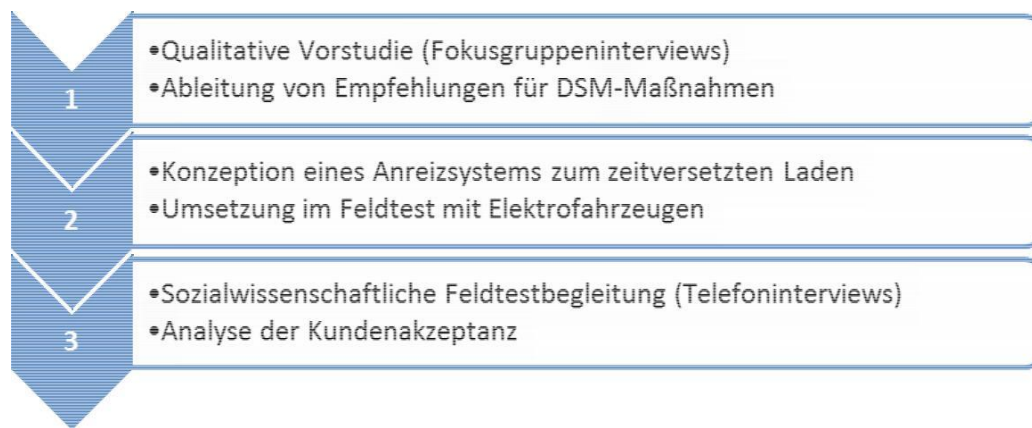 •Qualitative Vorstudie (Fokusgruppeninterviews)
1
•Ableitung von Empfehlungen für DSM-Maßnahmen
•Konzeption eines Anreizsystems zum zeitversetzten Laden
2
•Umsetzung im Feldtest mit Elektrofahrzeugen
•Sozialwissenschaftliche Feldtestbegleitung (Telefoninterviews)
3
•Analyse der Kundenakzeptanz